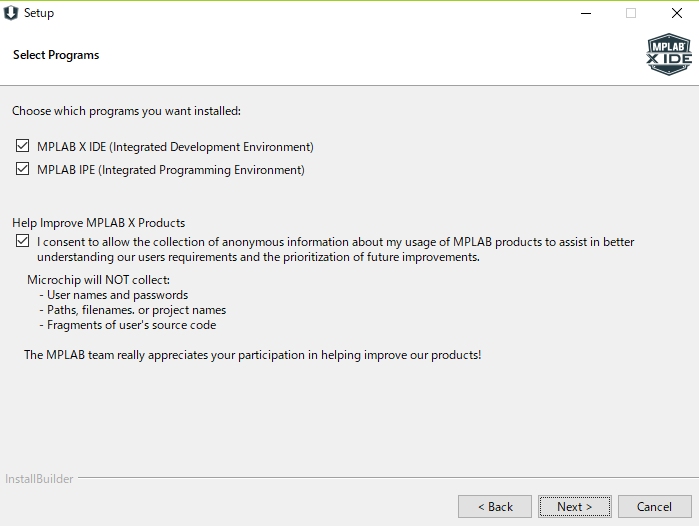 Setup
Select Programs
MPLAB
X IDE
Choose which programs you want installed:
MPLAB X IDE (Integrated Development Environment)
MPLAB IPE (Integrated Programming Environment)
Help Improve MPLAB X Products
I consent to allow the collection of anonymous information about my usage of MPLAB products to assist in better
understanding our users requirements and the prioritization of future improvements.
Microchip will NOT collect:
- User names and passwords
- Paths, filenames. or project names
- Fragments of user's source code
The MPLAB team really appreciates your participation in helping improve our products!
InstallBuilder
< Back
Next >
Cancel